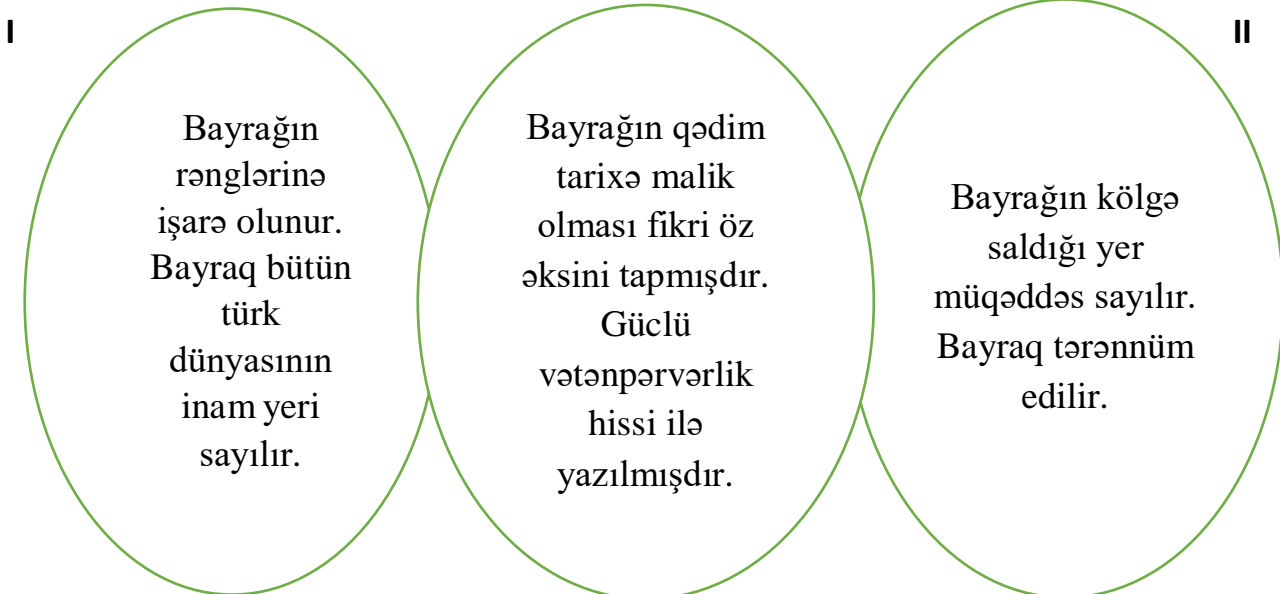 I
II
Bayrağın
rənglərinə
işarə olunur.
Bayraq bütün
türk
dünyasının
inam yeri
sayılır.
Bayrağın qədim
tarixə malik
olması fikri öz
əksini tapmışdır.
Güclü
vətənpərvərlik
hissi ilə
yazılmışdır.
Bayrağın kölgə
saldığı yer
müqəddəs sayılır.
Bayraq tərənnüm
edilir.